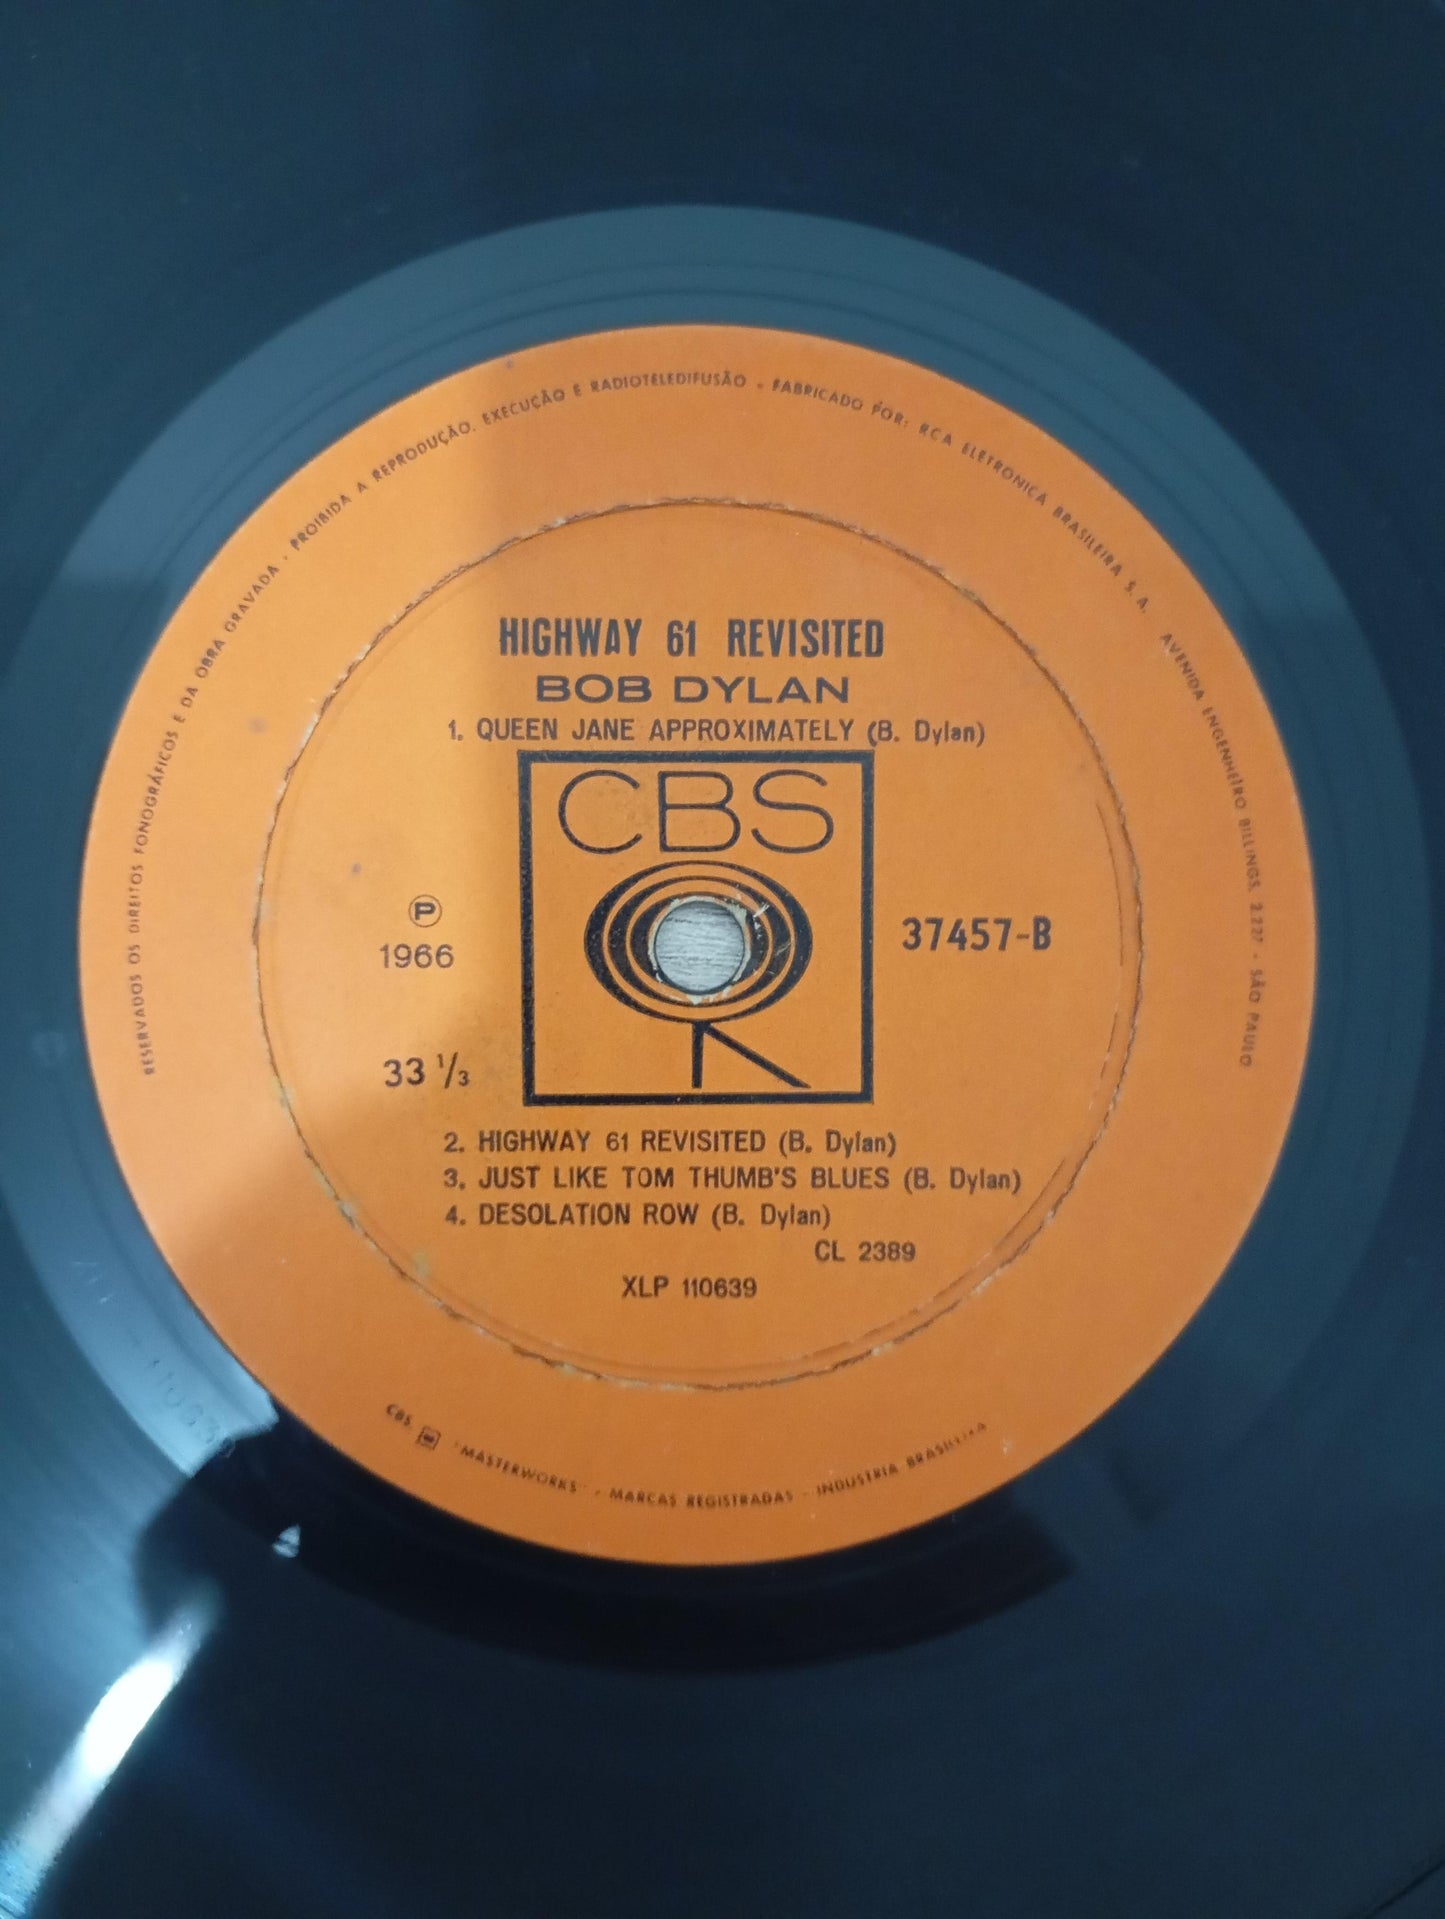 RESERVADOS OS DIREITOS FONOGRÁFICOS E DA OBRA GRAVADA · PROIBIDA A REPRODUÇÃO, EXECUÇÃO E RADIOTELEDIFUSÃO · FABRICADO POR: RCA ELETRONICA BRASILEIRA S. A. AVENIDA ENGENHEIRO BILLINGS, 2.227 - SÃO PAULO
HIGHWAY 61 REVISITED
BOB DYLAN
1. QUEEN JANE APPROXIMATELY (B. Dylan)
CBS
℗
1966
37457-B
33 1/3
2. HIGHWAY 61 REVISITED (B. Dylan)
3. JUST LIKE TOM THUMB'S BLUES (B. Dylan)
4. DESOLATION ROW (B. Dylan)
CL 2389
XLP 110639
CBS, "MASTERWORKS" - MARCAS REGISTRADAS - INDUSTRIA BRASILEIRA